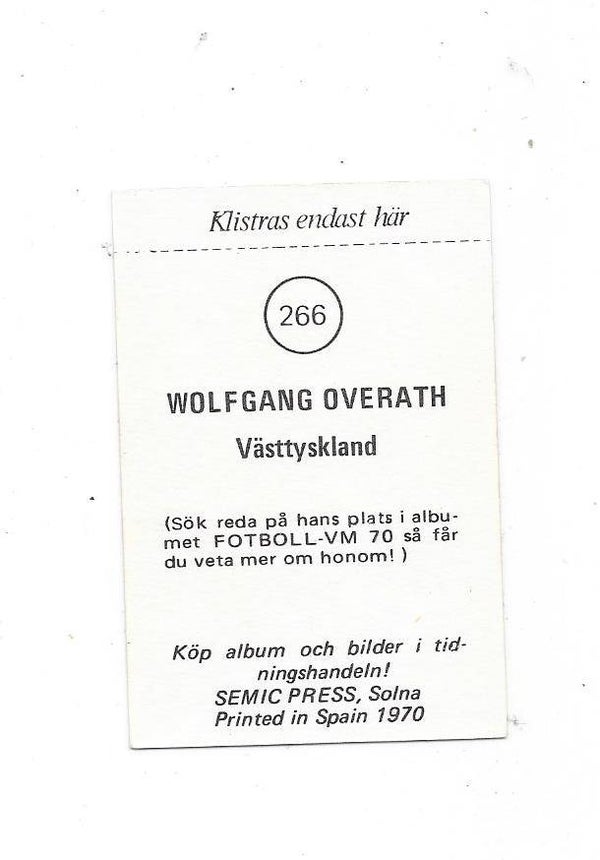 Klistras endast här
266
WOLFGANG OVERATH
Västtyskland
(Sök reda på hans plats i albu-
met FOTBOLL-VM 70 så får
du veta mer om honom! )
Köp album och bilder i tid-
ningshandeln!
SEMIC PRESS, Solna
Printed in Spain 1970